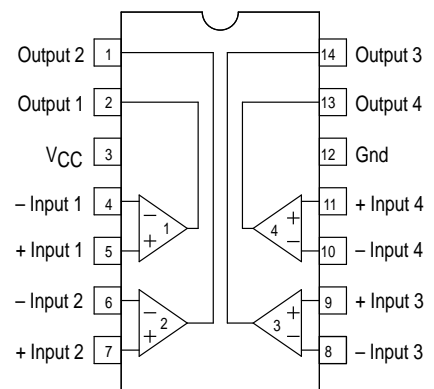 Output 2 1 14 Output 3
Output 1 2 13 Output 4
VCC 3 12 Gnd
– Input 1 4 – 1 + 11 + Input 4
+ Input 1 5 + 4 – 10 – Input 4
– Input 2 6 – 2 + 9 + Input 3
+ Input 2 7 + 3 – 8 – Input 3